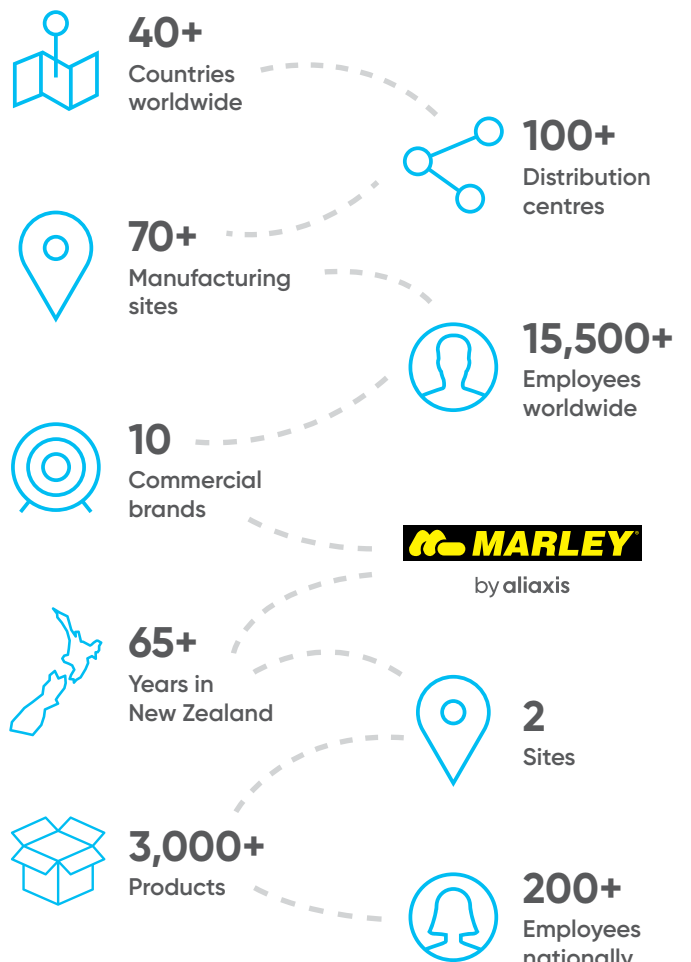 40+
Countries
worldwide
100+
Distribution
centres
70+
Manufacturing
sites
15,500+
Employees
worldwide
10
Commercial
brands
MARLEY
by aliaxis
65+
Years in
New Zealand
2
Sites
3,000+
Products
200+
Employees
nationally